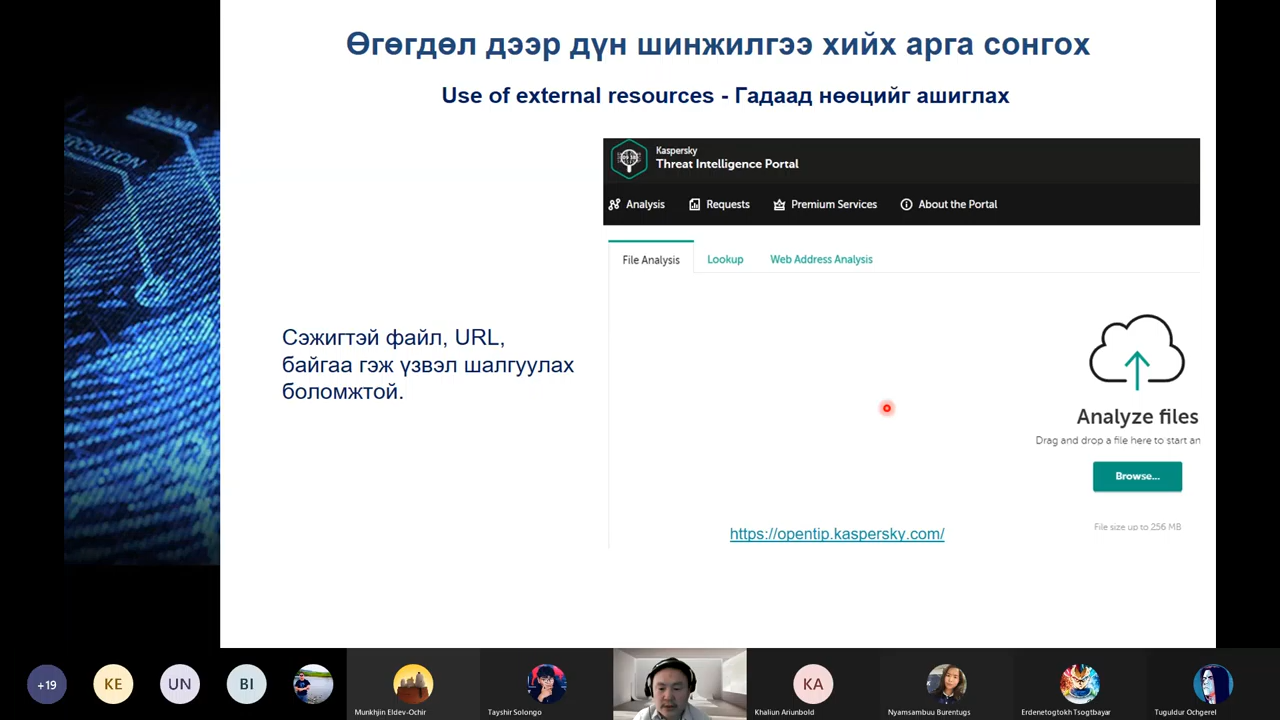 Өгөгдөл дээр дүн шинжилгээ хийх арга сонгох
Use of external resources - Гадаад нөөцийг ашиглах
Kaspersky
Threat Intelligence Portal
Analysis
Requests
Premium Services
About the Portal
File Analysis
Lookup
Web Address Analysis
Сэжигтэй файл, URL,
байгаа гэж үзвэл шалгуулах
боломжтой.
Analyze files
Drag and drop a file here to start an
Browse...
https://opentip.kaspersky.com/
File size up to 256 MB
+19
KE
UN
BI
KA
Munkhjin Eldev-Ochir
Tayshir Solongo
Khaliun Ariunbold
Nyamsambuu Burentugs
Erdenetogtokh Tsogtbayar
Tuguldur Ochgerel